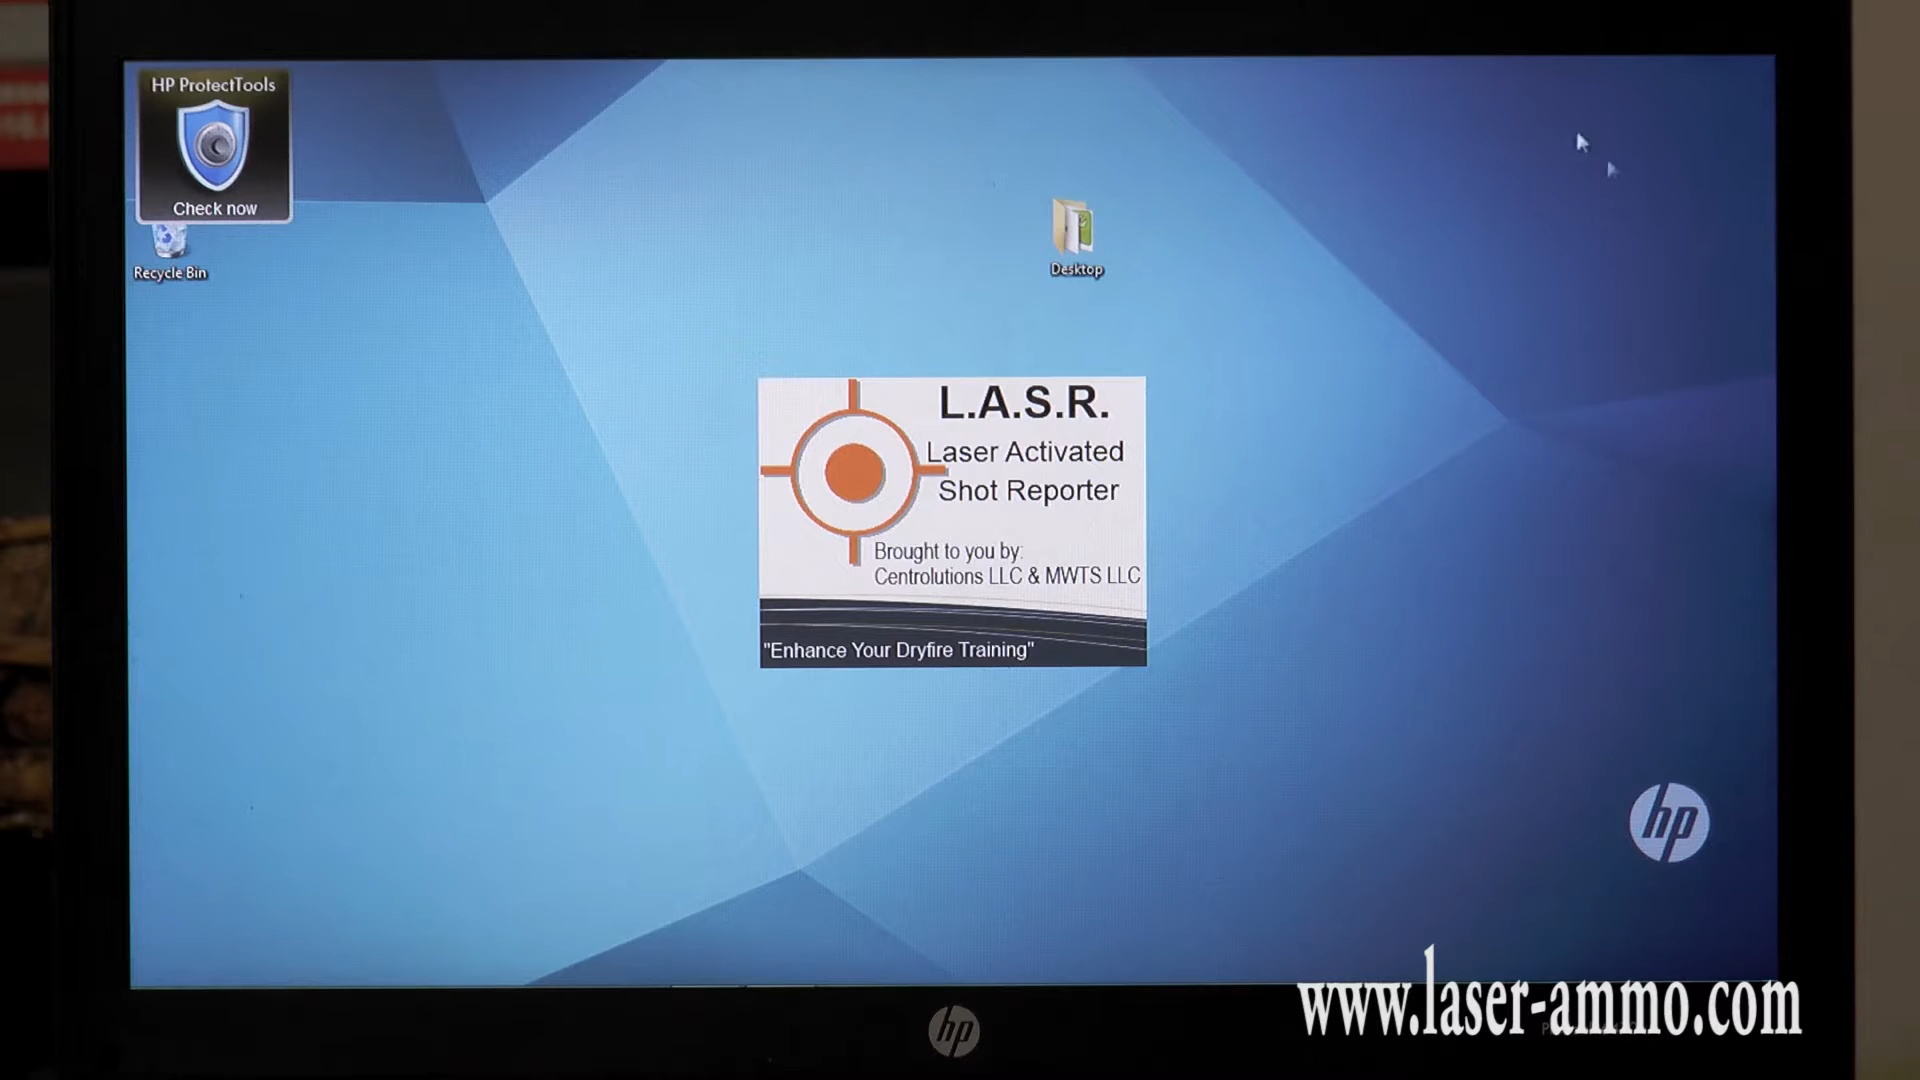 HP ProtectTools
Check now
Recycle Bin
Desktop
L.A.S.R.
Laser Activated
Shot Reporter
Brought to you by:
Centrolutions LLC & MWTS LLC
"Enhance Your Dryfire Training"
hp
hp
www.laser-ammo.com